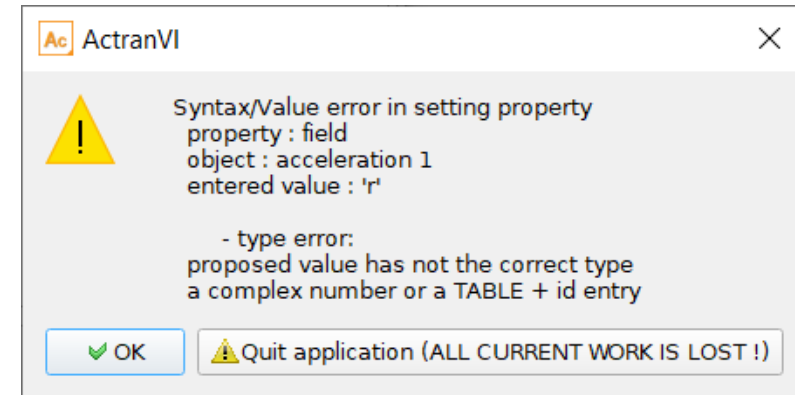 Ac ActranVI
Syntax/Value error in setting property
property : field
object : acceleration 1
entered value : 'r'
- type error:
proposed value has not the correct type
a complex number or a TABLE + id entry
OK
Quit application (ALL CURRENT WORK IS LOST !)